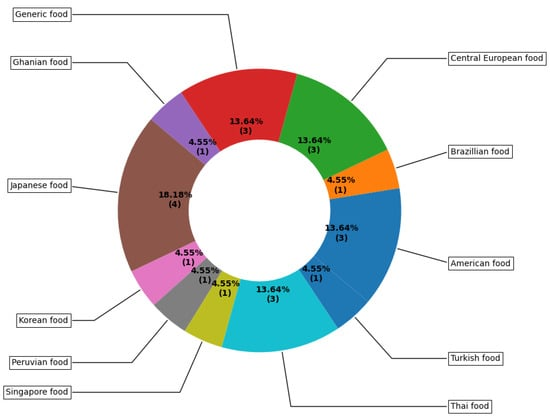 Generic food
Central European food
Ghanian food
13.64%
(3)
13.64%
(3)
4.55%
(1)
Brazillian food
4.55%
(1)
Japanese food
18.18%
(4)
13.64%
(3)
American food
4.55%
(1)
4.55%
(1)
4.55%
(1)
4.55%
(1)
13.64%
(3)
Korean food
Peruvian food
Turkish food
Singapore food
Thai food